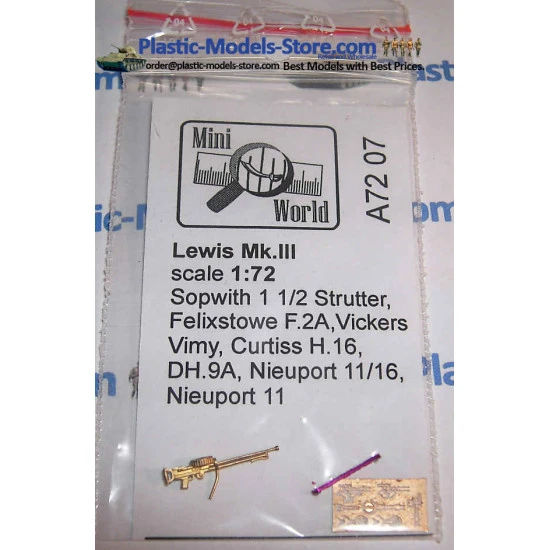 Plastic-Models-Store.com
order@plastic-models-store.com Best Models with Best Prices.
Mini
World
A72 07
Lewis Mk.III
scale 1:72
Sopwith 1 1/2 Strutter,
Felixstowe F.2A,Vickers
Vimy, Curtiss H.16,
DH.9A, Nieuport 11/16,
Nieuport 11